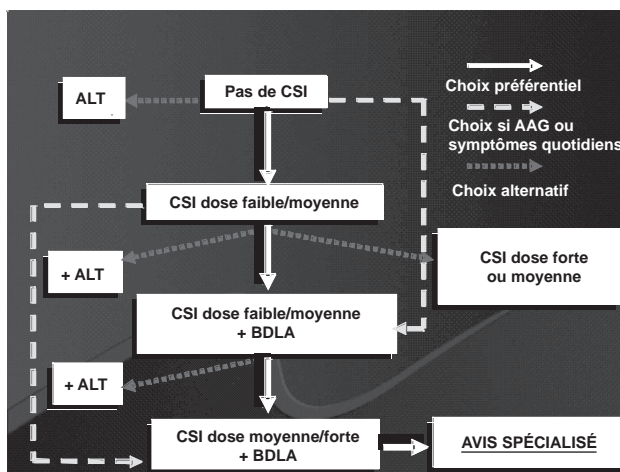 ALT
Pas de CSI
Choix préférentiel
Choix si AAG ou
symptômes quotidiens
Choix alternatif
CSI dose faible/moyenne
+ ALT
CSI dose forte
ou moyenne
CSI dose faible/moyenne
+ BDLA
+ ALT
CSI dose moyenne/forte
+ BDLA
AVIS SPÉCIALISÉ